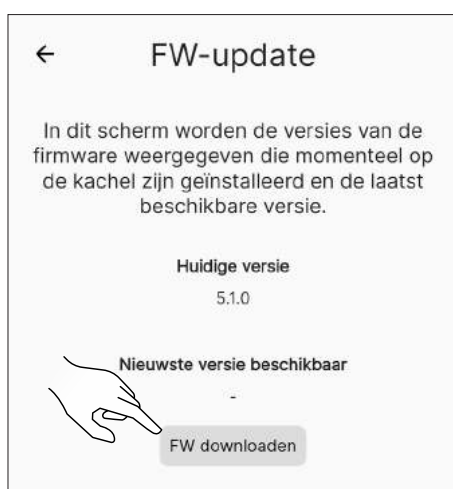 FW-update
In dit scherm worden de versies van de
firmware weergegeven die momenteel op
de kachel zijn geïnstalleerd en de laatst
beschikbare versie.
Huidige versie
5.1.0
Nieuwste versie beschikbaar
-
FW downloaden